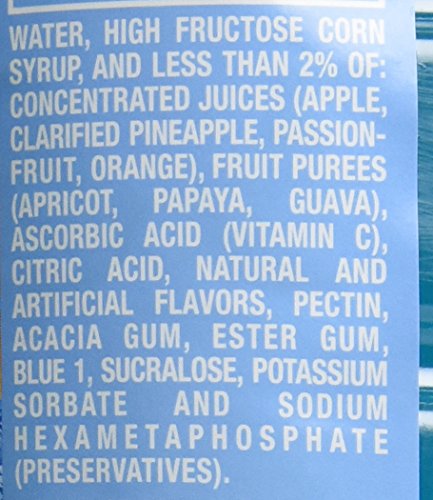 WATER, HIGH FRUCTOSE CORN
SYRUP, AND LESS THAN 2% OF:
CONCENTRATED JUICES (APPLE,
CLARIFIED PINEAPPLE, PASSION-
FRUIT, ORANGE), FRUIT PUREES
(APRICOT, PAPAYA, GUAVA),
ASCORBIC ACID (VITAMIN C),
CITRIC ACID, NATURAL AND
ARTIFICIAL FLAVORS, PECTIN,
ACACIA GUM, ESTER GUM,
BLUE 1, SUCRALOSE, POTASSIUM
SORBATE AND SODIUM
HEXAMETAPHOSPHATE
(PRESERVATIVES).